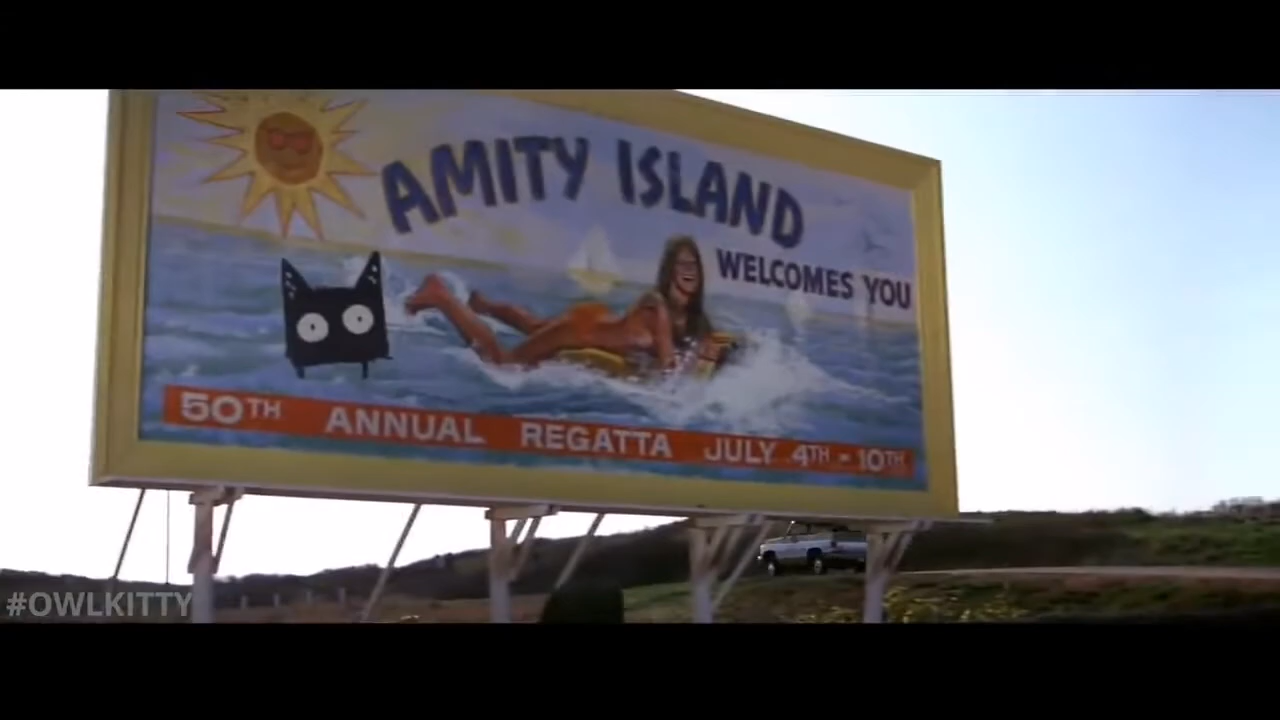 AMITY ISLAND
WELCOMES YOU
50TH ANNUAL REGATTA JULY 4TH - 10TH
#OWLKITTY